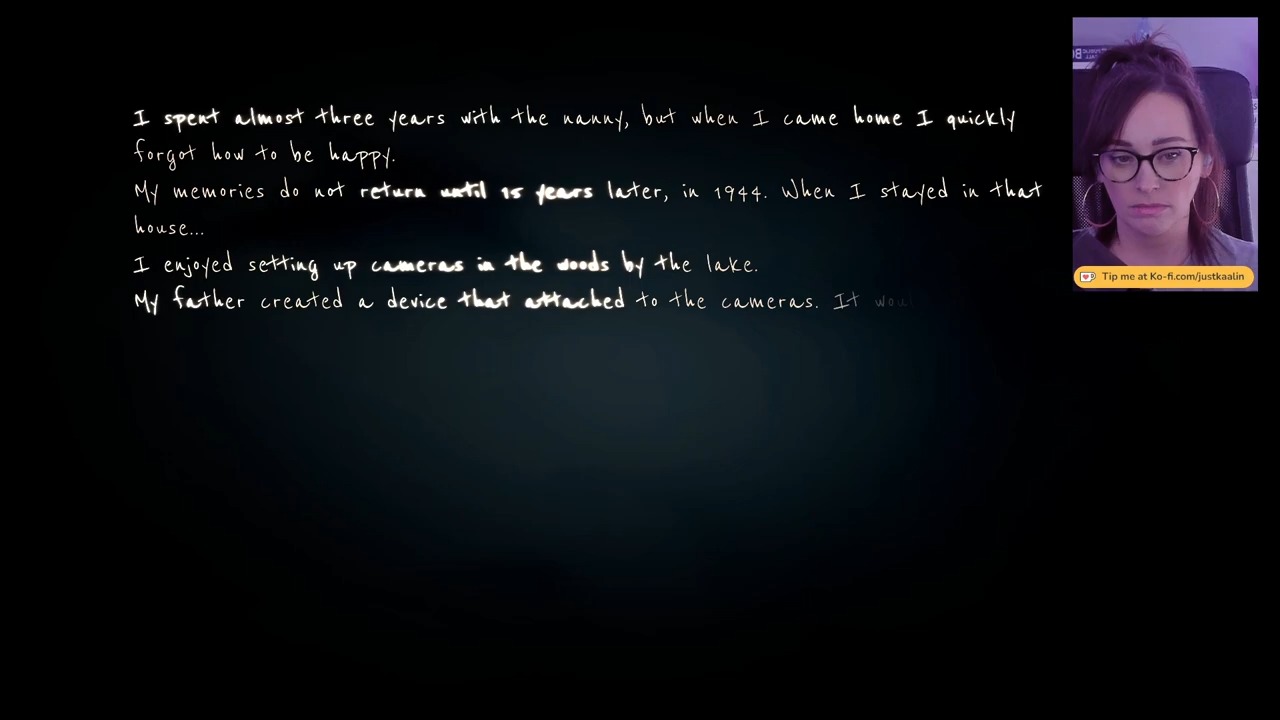 I spent almost three years with the nanny, but when I came home I quickly
forgot how to be happy.
My memories do not return until 15 years later, in 1944. When I stayed in that
house...
I enjoyed setting up cameras in the woods by the lake.
My father created a device that attached to the cameras. It
Tip me at Ko-fi.com/justkaalin